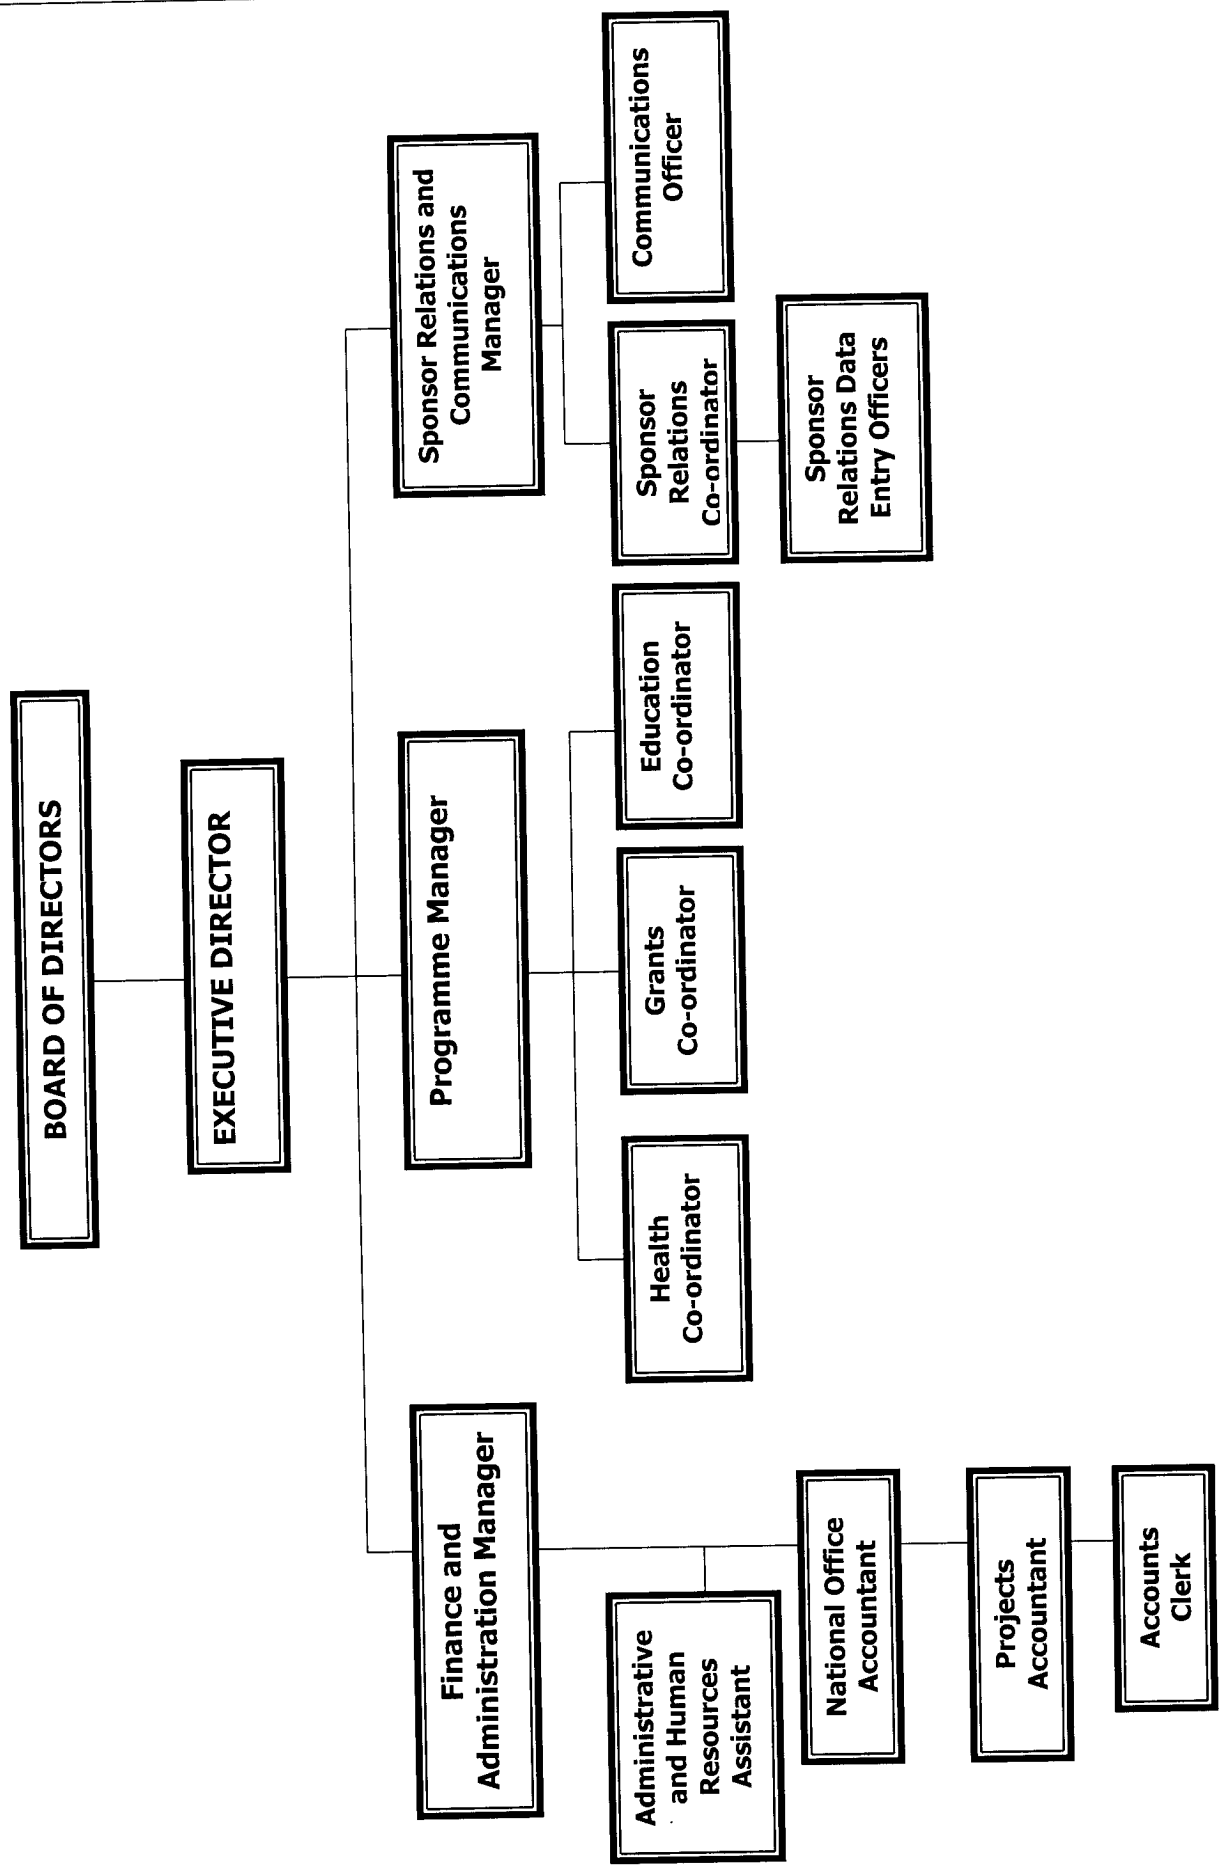 BOARD OF DIRECTORS
EXECUTIVE DIRECTOR
Finance and
Administration Manager
Programme Manager
Sponsor Relations and
Communications
Manager
Administrative
and Human
Resources
Assistant
Health
Co-ordinator
Grants
Co-ordinator
Education
Co-ordinator
Sponsor
Relations
Co-ordinator
Communications
Officer
National Office
Accountant
Sponsor
Relations Data
Entry Officers
Projects
Accountant
Accounts
Clerk